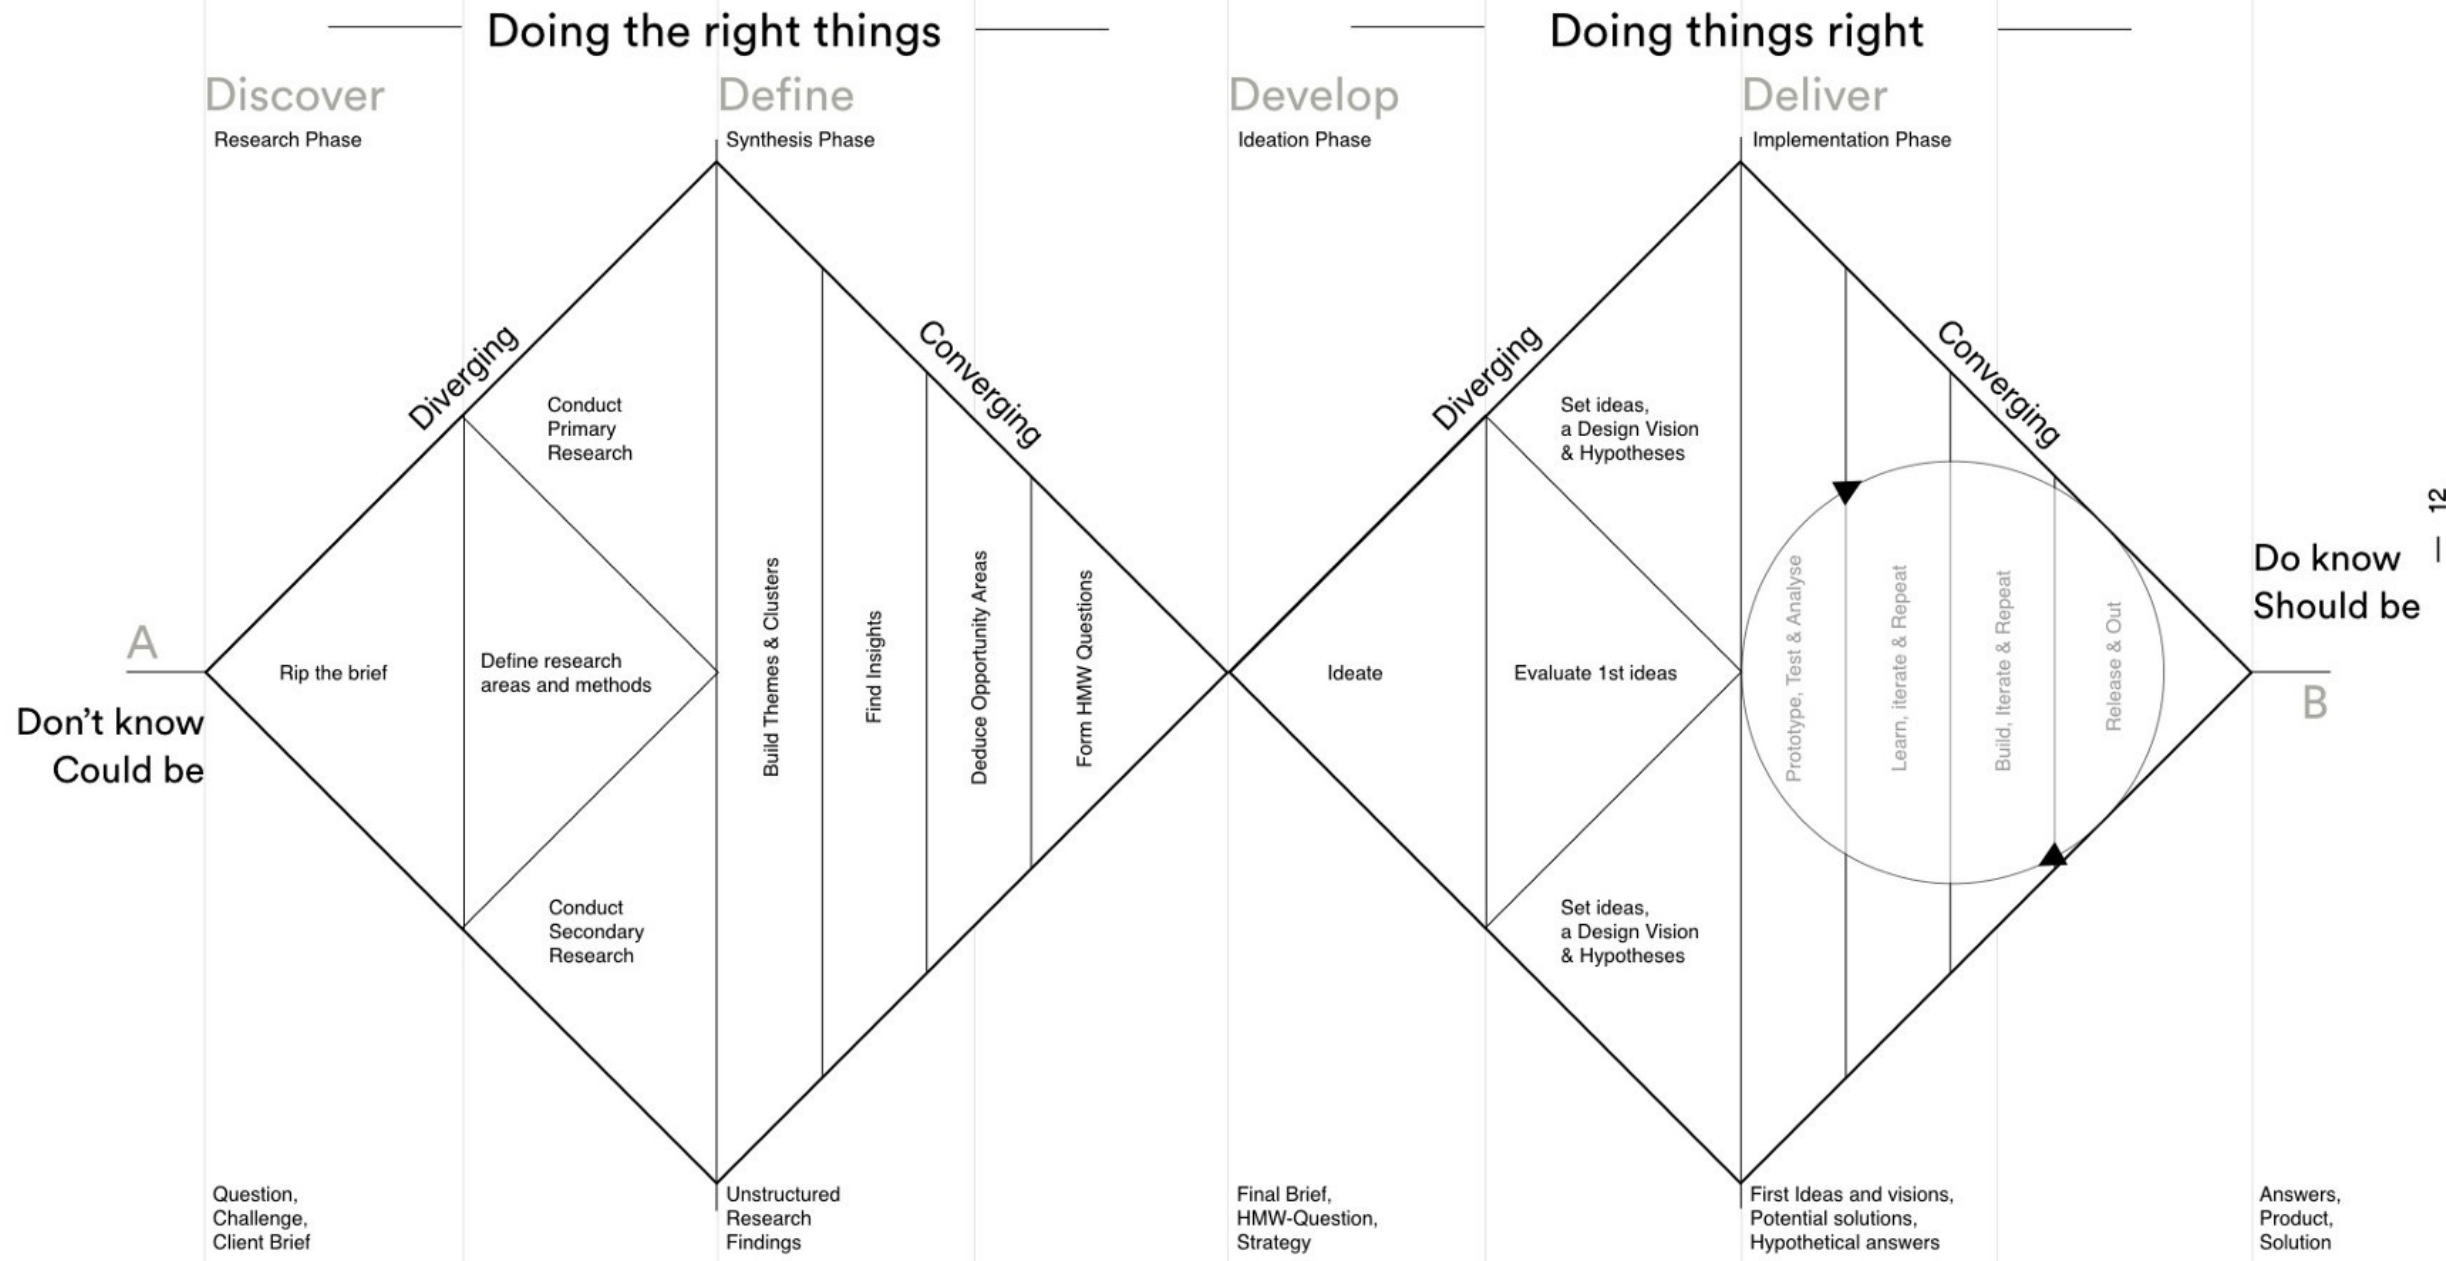 Doing the right things
Doing things right
Discover
Define
Develop
Deliver
Research Phase
Synthesis Phase
Ideation Phase
Implementation Phase
Diverging
Converging
Diverging
Converging
Conduct
Primary
Research
Set ideas,
a Design Vision
& Hypotheses
12
Do know
Should be
A
Don't know
Could be
Rip the brief
Define research
areas and methods
Build Themes & Clusters
Find Insights
Deduce Opportunity Areas
Form HMW Questions
Ideate
Evaluate 1st ideas
Prototype, Test & Analyse
Learn, iterate & Repeat
Build, Iterate & Repeat
Release & Out
B
Conduct
Secondary
Research
Set ideas,
a Design Vision
& Hypotheses
Question,
Challenge,
Client Brief
Unstructured
Research
Findings
Final Brief,
HMW-Question,
Strategy
First Ideas and visions,
Potential solutions,
Hypothetical answers
Answers,
Product,
Solution